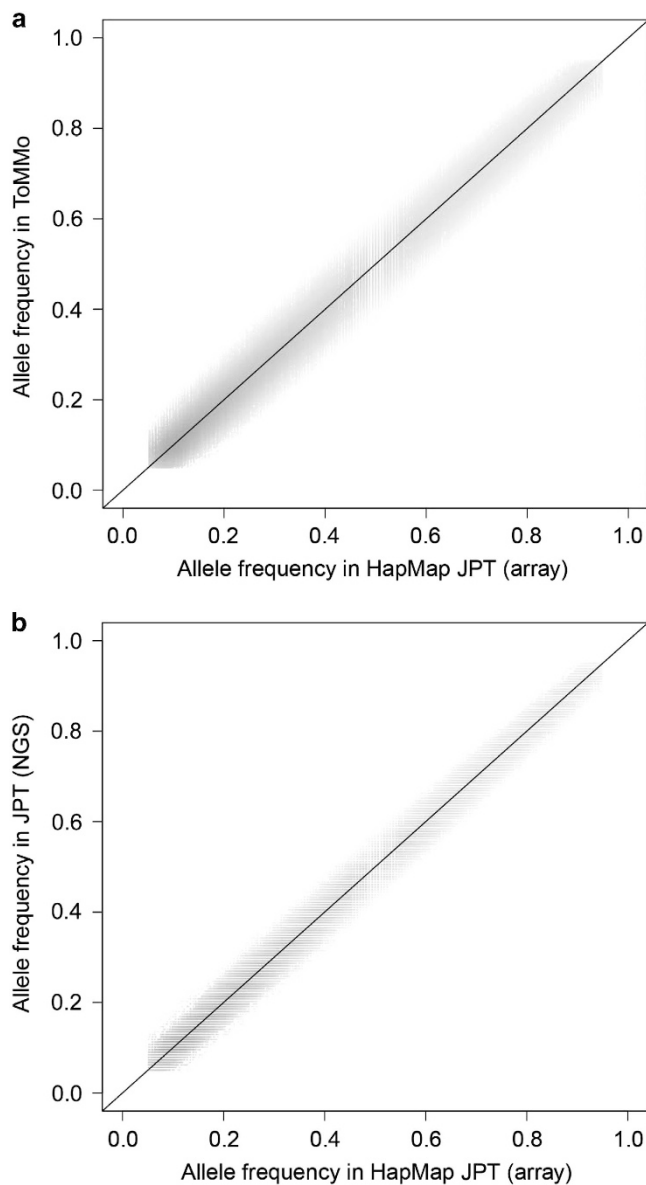 a
1.0
0.8
0.6
0.4
0.2
0.0
Allele frequency in ToMMo
0.0 0.2 0.4 0.6 0.8 1.0
Allele frequency in HapMap JPT (array)
b
1.0
0.8
0.6
0.4
0.2
0.0
Allele frequency in JPT (NGS)
0.0 0.2 0.4 0.6 0.8 1.0
Allele frequency in HapMap JPT (array)